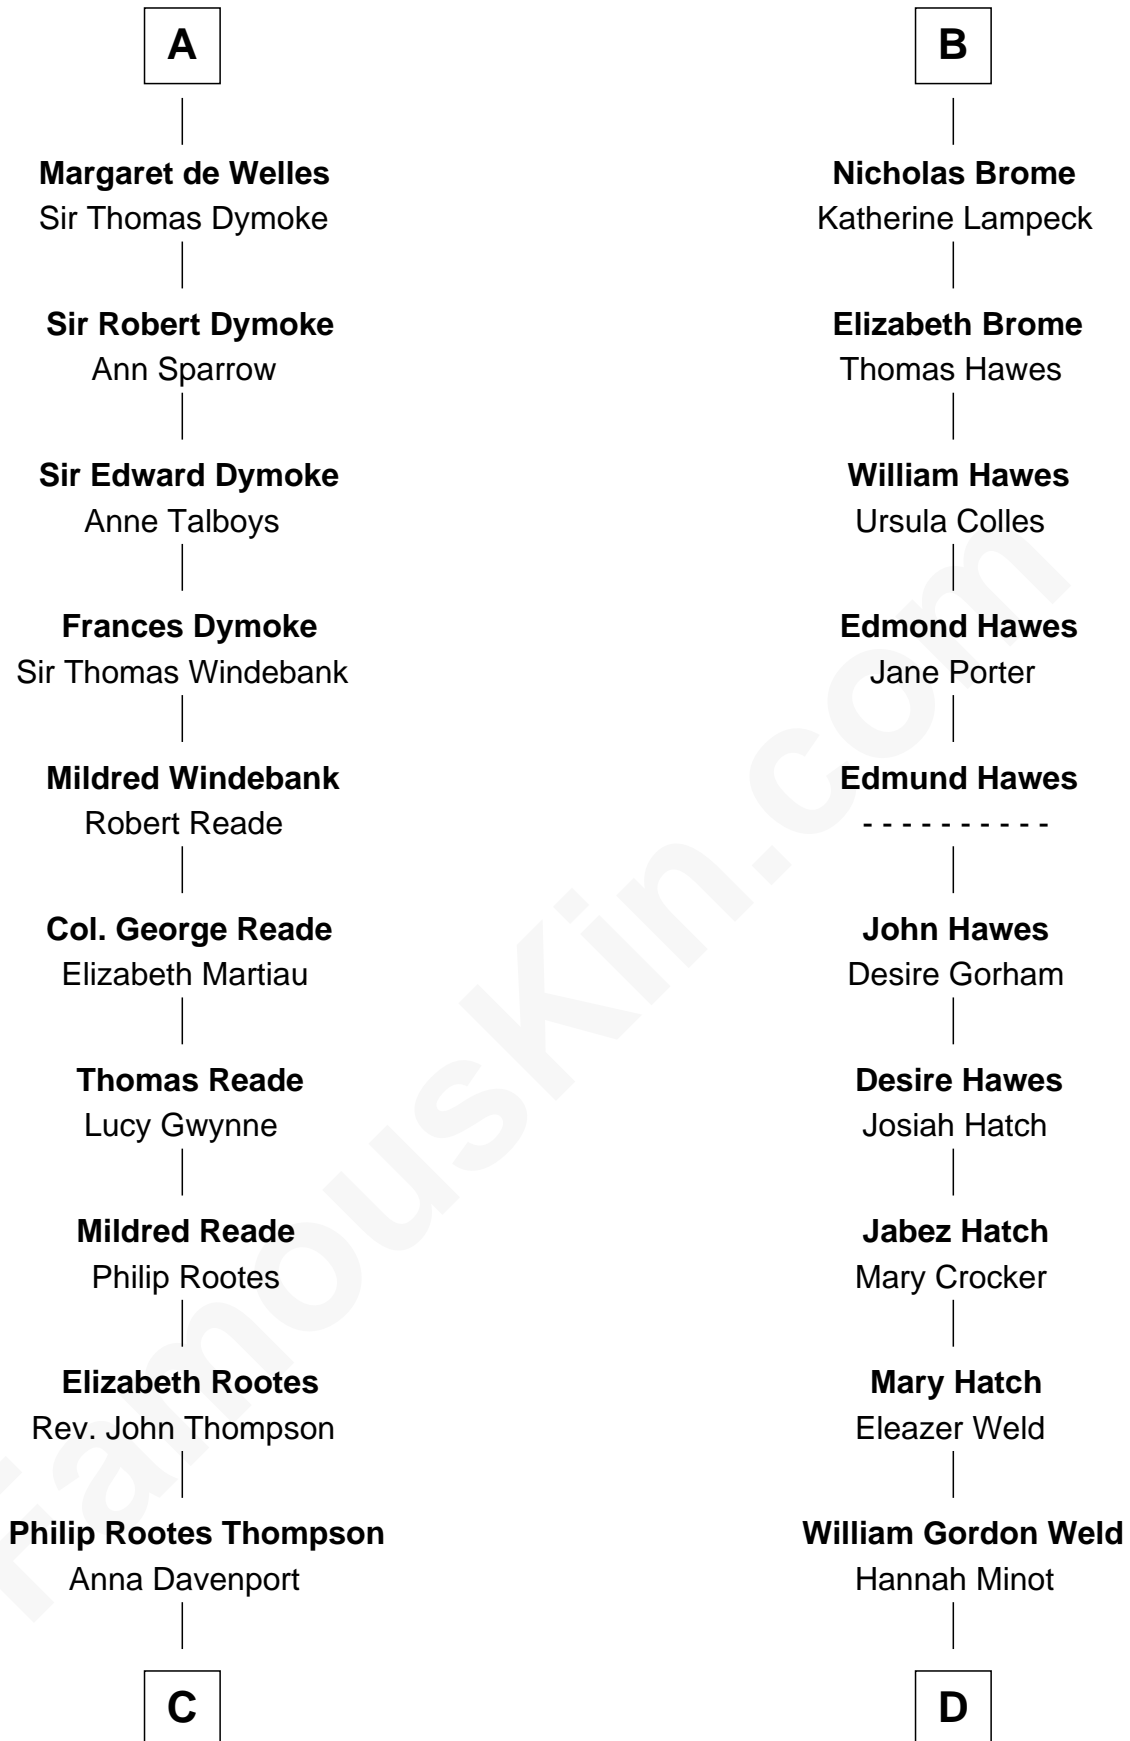 A
Margaret de Welles
Sir Thomas Dymoke
Sir Robert Dymoke
Ann Sparrow
Sir Edward Dymoke
Anne Talboys
Frances Dymoke
Sir Thomas Windebank
Mildred Windebank
Robert Reade
Col. George Reade
Elizabeth Martiau
Thomas Reade
Lucy Gwynne
Mildred Reade
Philip Rootes
Elizabeth Rootes
Rev. John Thompson
Philip Rootes Thompson
Anna Davenport
C
B
Nicholas Brome
Katherine Lampeck
Elizabeth Brome
Thomas Hawes
William Hawes
Ursula Colles
Edmond Hawes
Jane Porter
Edmund Hawes
- - - - - - - - - -
John Hawes
Desire Gorham
Desire Hawes
Josiah Hatch
Jabez Hatch
Mary Crocker
Mary Hatch
Eleazer Weld
William Gordon Weld
Hannah Minot
D
FamousKin.com